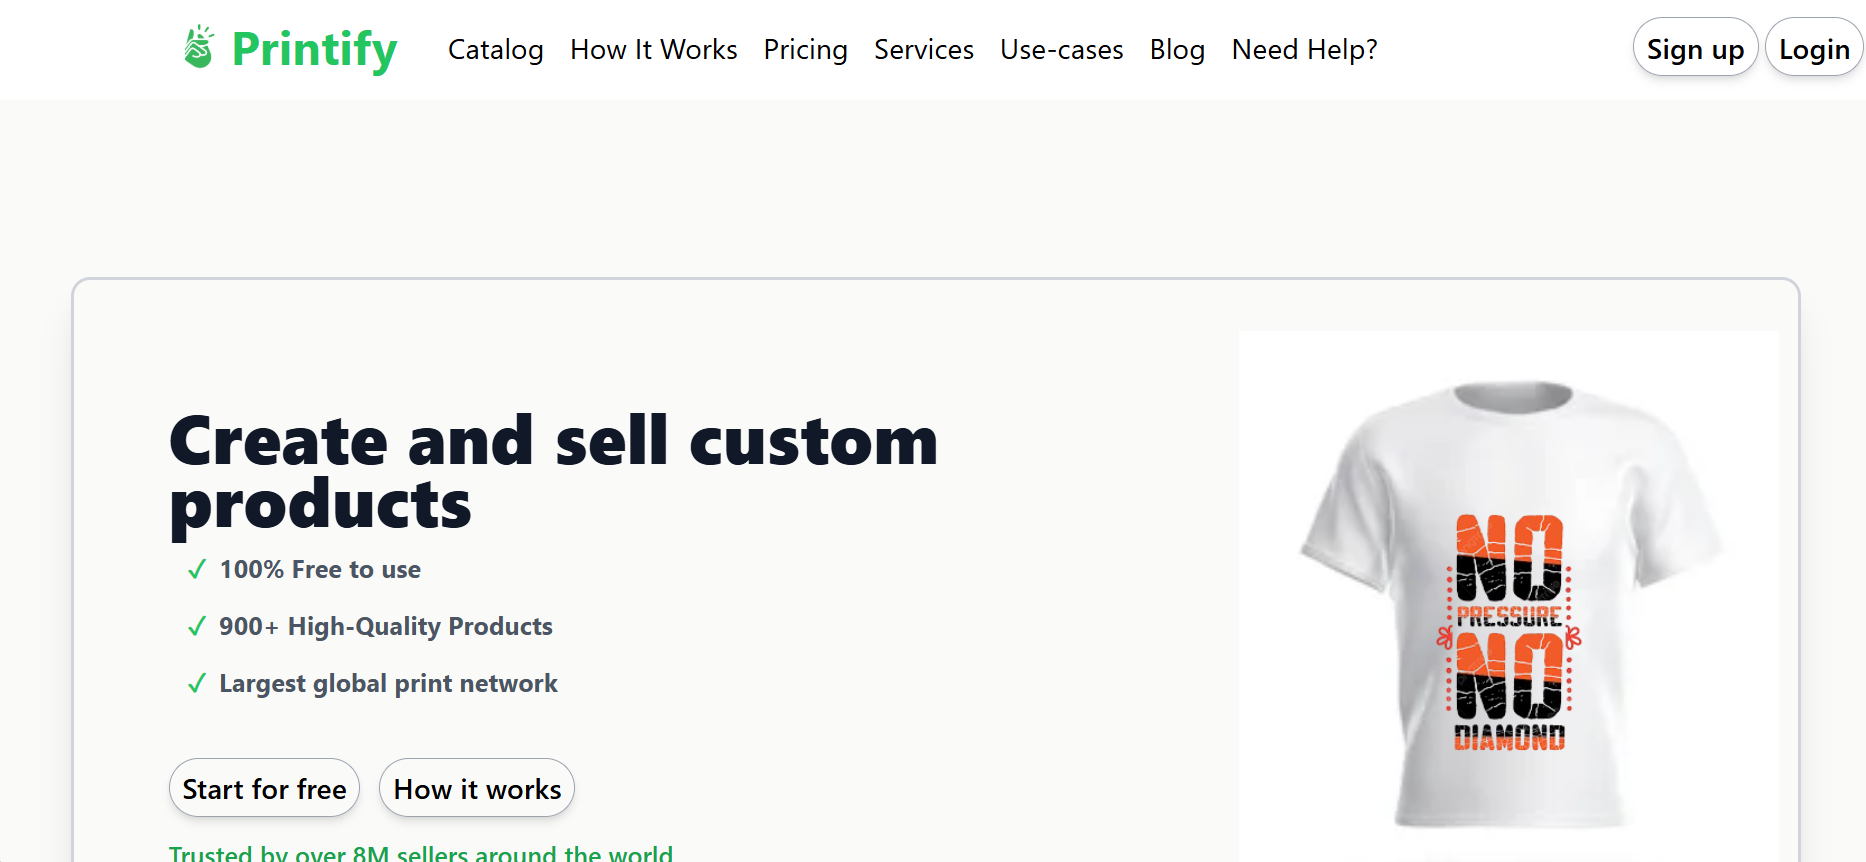 Printify
Catalog How It Works Pricing Services Use-cases Blog Need Help?
Sign up Login
Create and sell custom
products
✓ 100% Free to use
✓ 900+ High-Quality Products
✓ Largest global print network
Start for free How it works
Trusted by over 8M sellers around the world
NO
PRESSURE
NO
DIAMOND